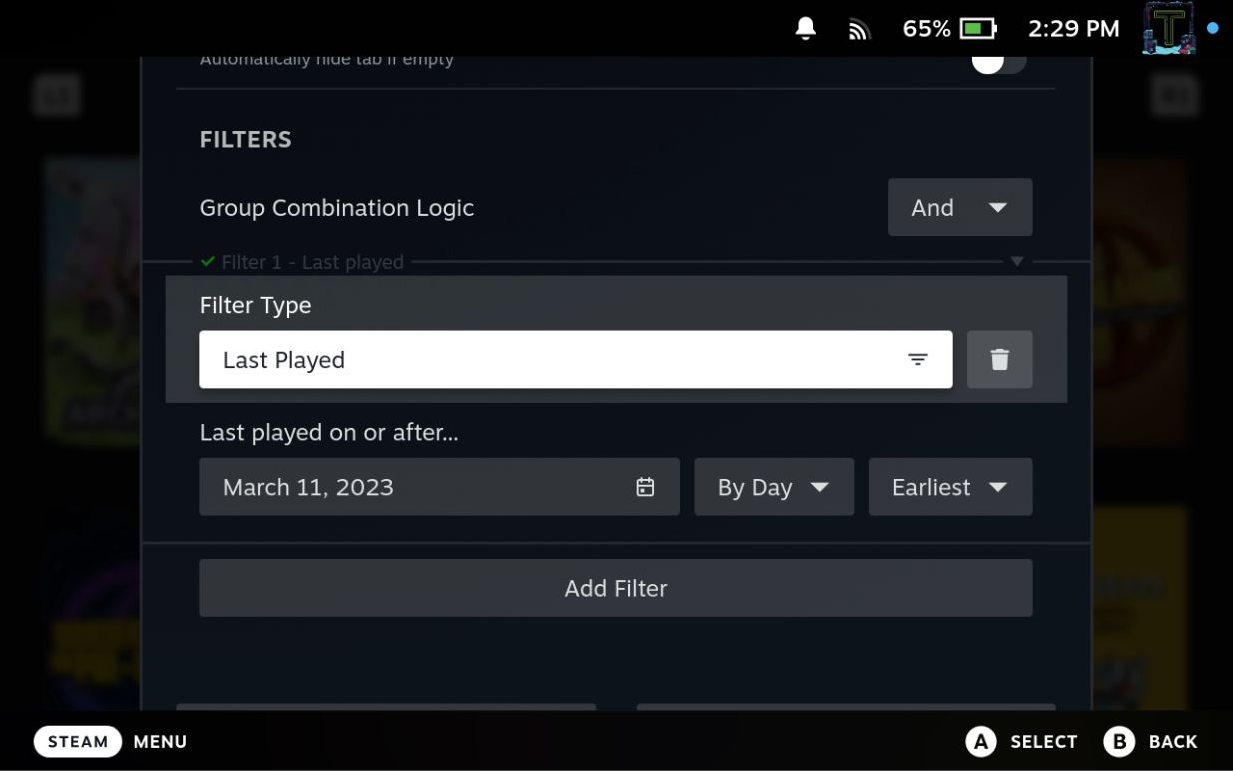 65% 2:29 PM
T
Automatically hide tab if empty
FILTERS
Group Combination Logic And
Filter 1 - Last played
Filter Type
Last Played
Last played on or after...
March 11, 2023 By Day Earliest
Add Filter
STEAM MENU A SELECT B BACK